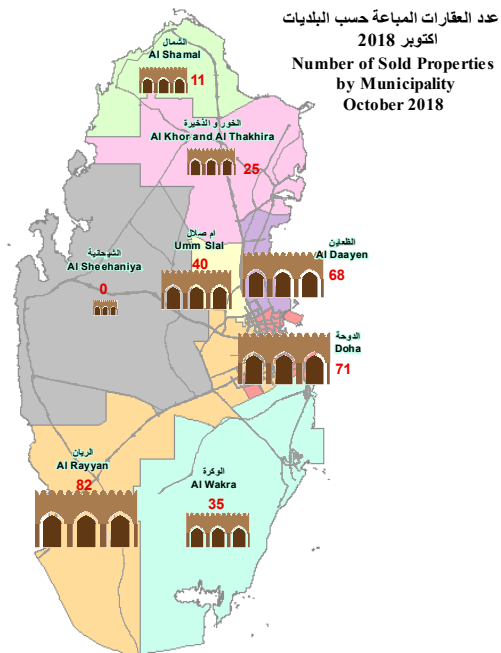 عدد العقارات المباعة حسب البلديات
اكتوبر 2018
Number of Sold Properties
by Municipality
October 2018
الشمال
Al Shamal
11
الخور و الذخيرة
Al Khor and Al Thakhira
25
ام صلال
Umm Slal
40
الظعاين
Al Daayen
68
الشيحانية
Al Sheehaniya
0
الدوحة
Doha
71
الريان
Al Rayyan
82
الوكرة
Al Wakra
35